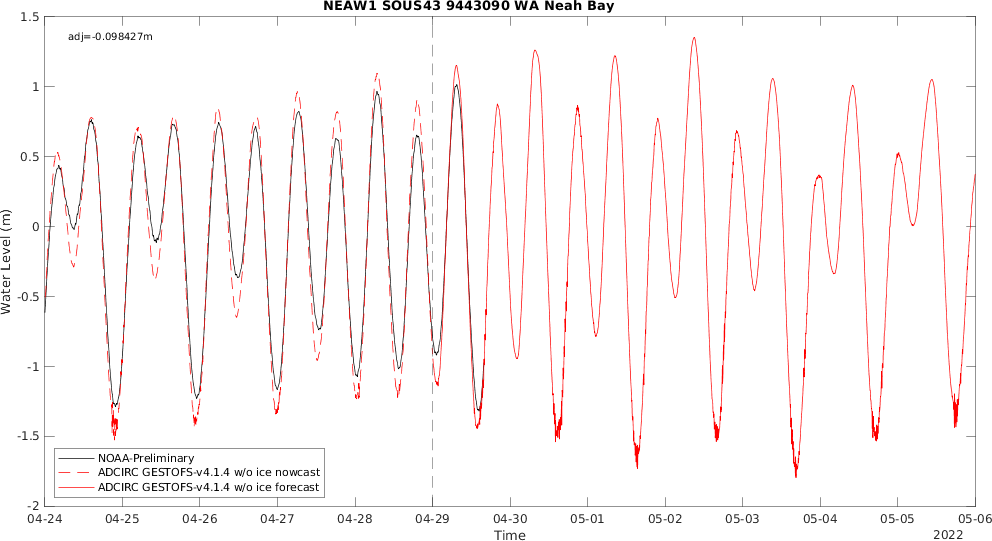 NEAW1 SOUS43 9443090 WA Neah Bay
adj=-0.098427m
1.5
1
0.5
0
-0.5
-1
-1.5
-2
Water Level (m)
NOAA-Preliminary
ADCIRC GESTOFS-v4.1.4 w/o ice nowcast
ADCIRC GESTOFS-v4.1.4 w/o ice forecast
04-24 04-25 04-26 04-27 04-28 04-29 04-30 05-01 05-02 05-03 05-04 05-05 05-06
Time
2022